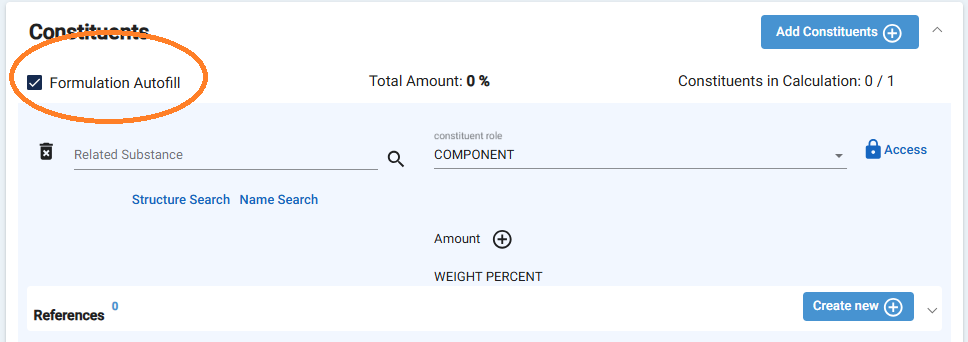 Constituents
Add Constituents
Formulation Autofill
Total Amount: 0 %
Constituents in Calculation: 0 / 1
Related Substance
constituent role
COMPONENT
Access
Structure Search Name Search
Amount
WEIGHT PERCENT
References 0
Create new